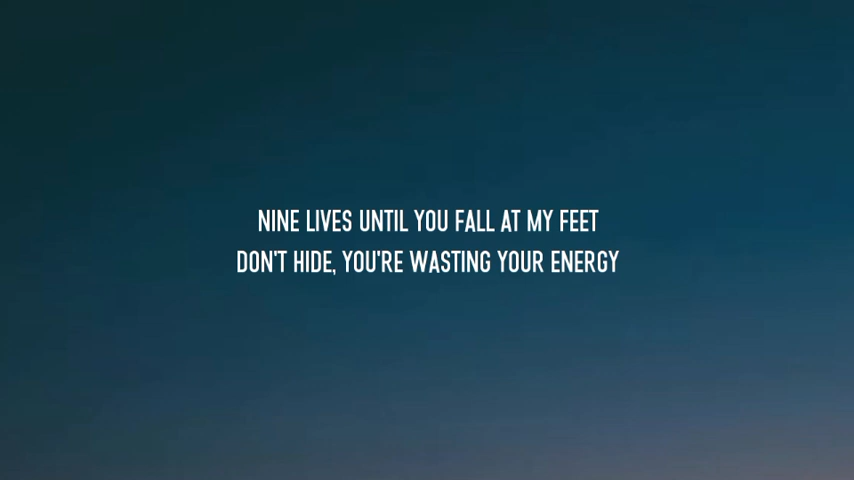 NINE LIVES UNTIL YOU FALL AT MY FEET
DON'T HIDE, YOU'RE WASTING YOUR ENERGY